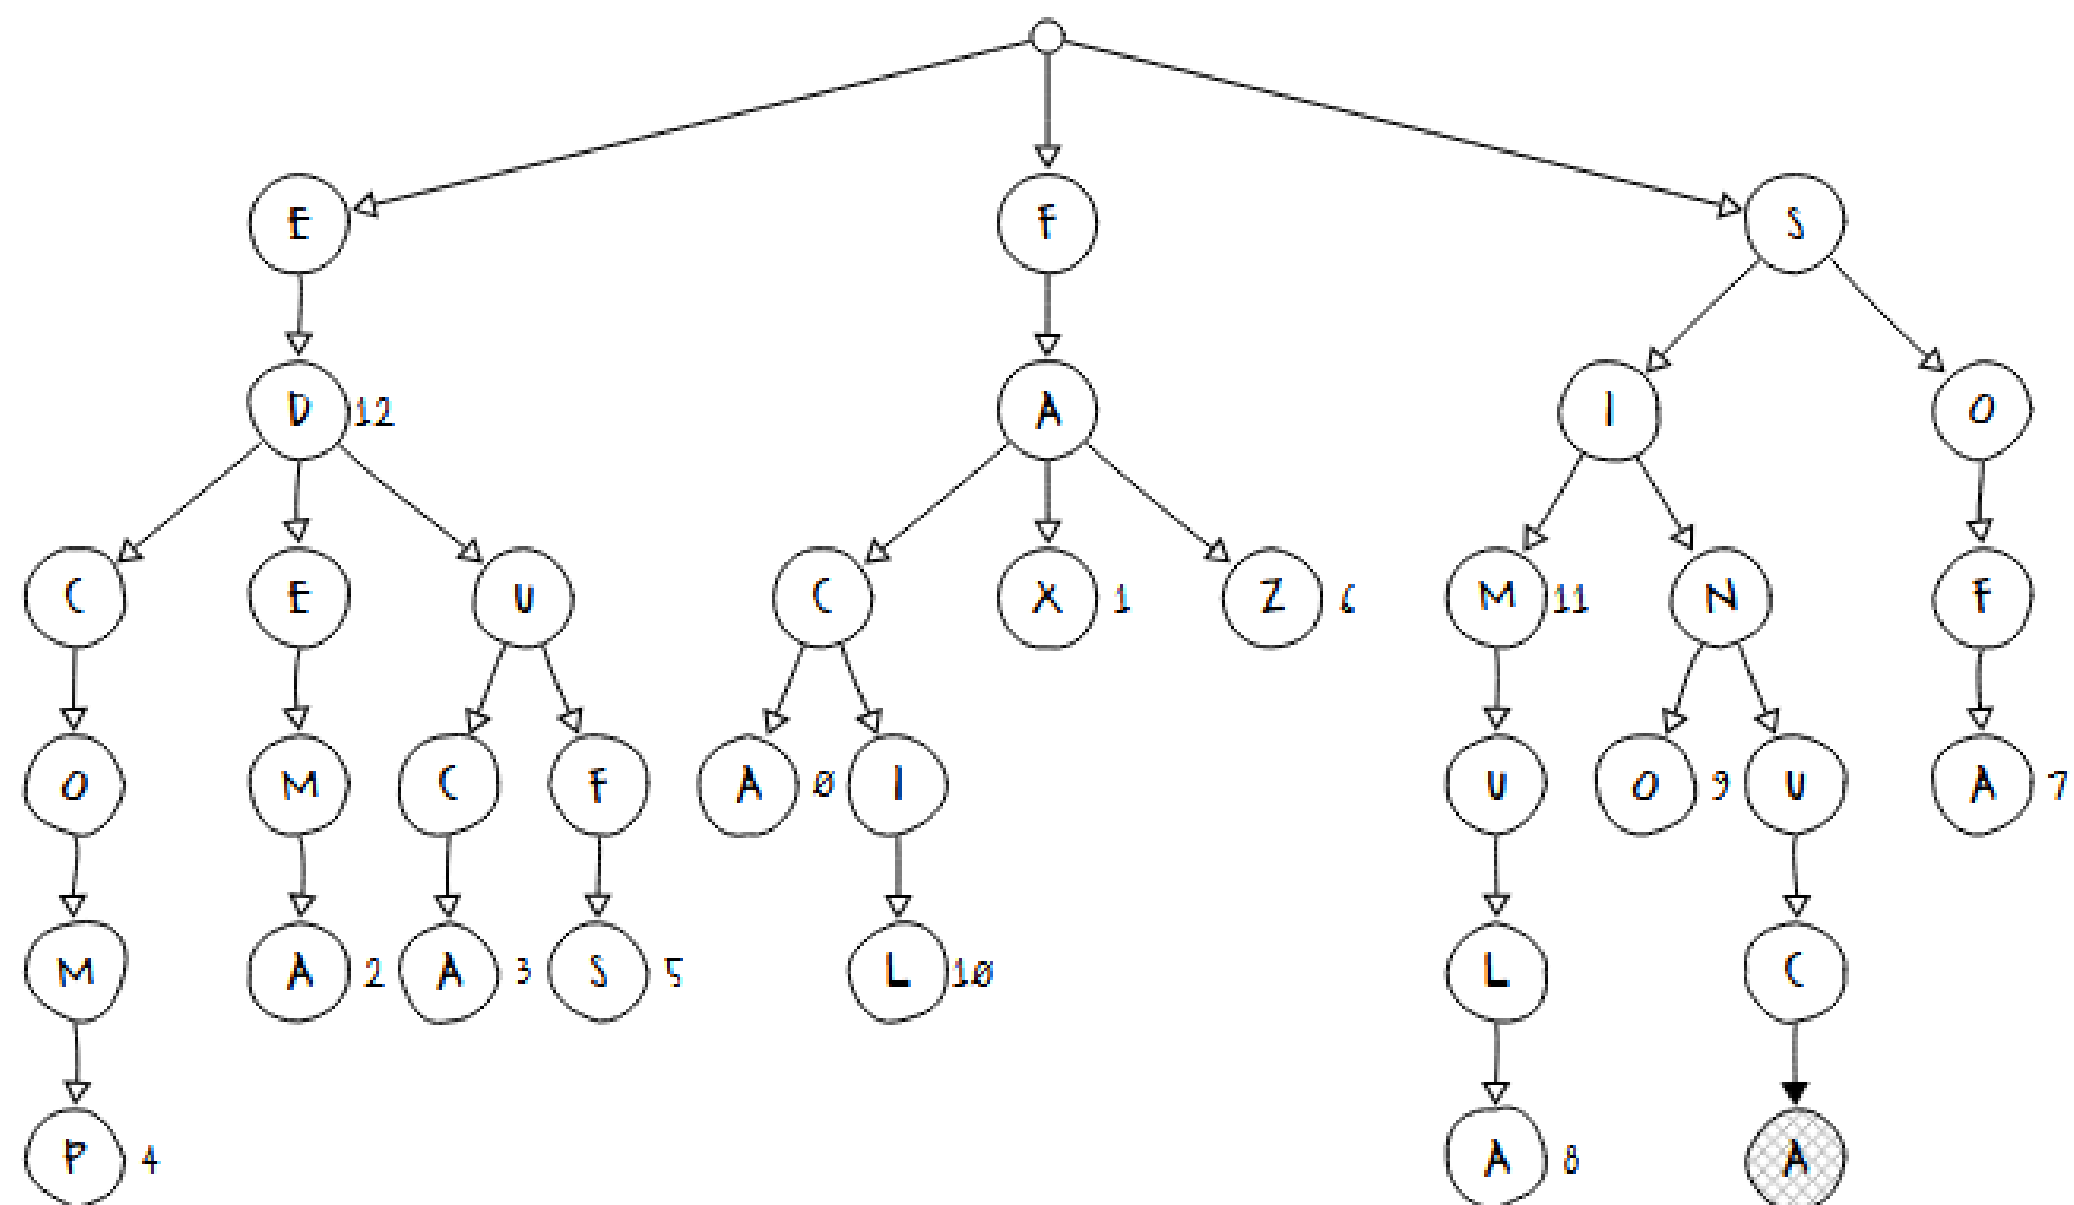 E F S
D 12 A I O
C E U C X 1 Z 6 M 11 N F
O M C F A 0 I U O 9 U A 7
M A 2 A 3 S 5 L 10 L C
P 4 A 8 A